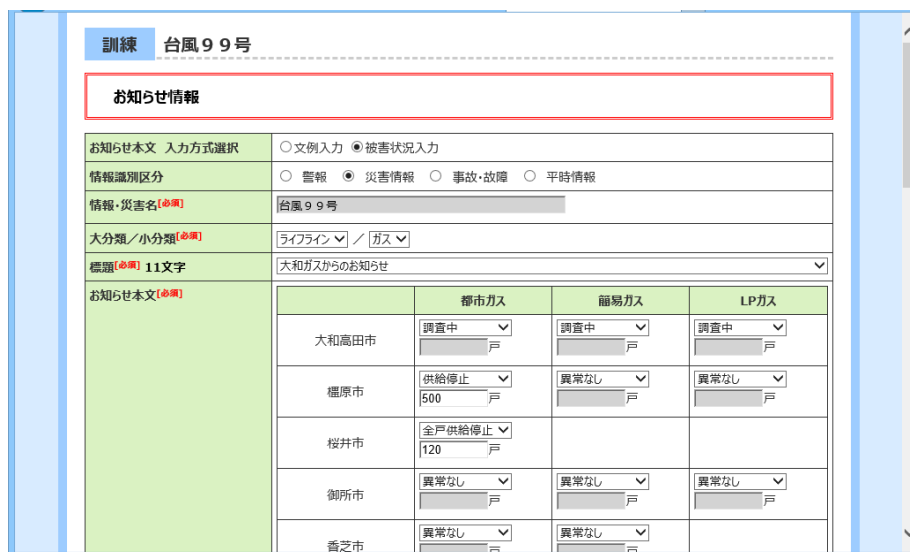 訓練 台風９９号
お知らせ情報
お知らせ本文 入力方式選択 ○文例入力 ◉被害状況入力
情報識別区分 ○ 警報 ◉ 災害情報 ○ 事故・故障 ○ 平時情報
情報・災害名[必須] 台風９９号
大分類／小分類[必須] ライフライン ／ ガス
標題[必須] 11文字 大和ガスからのお知らせ
お知らせ本文[必須] 都市ガス 簡易ガス LPガス
大和高田市 調査中 戸 調査中 戸 調査中 戸
橿原市 供給停止 500 戸 異常なし 戸 異常なし 戸
桜井市 全戸供給停止 120 戸
御所市 異常なし 戸 異常なし 戸 異常なし 戸
香芝市 異常なし 戸 異常なし 戸